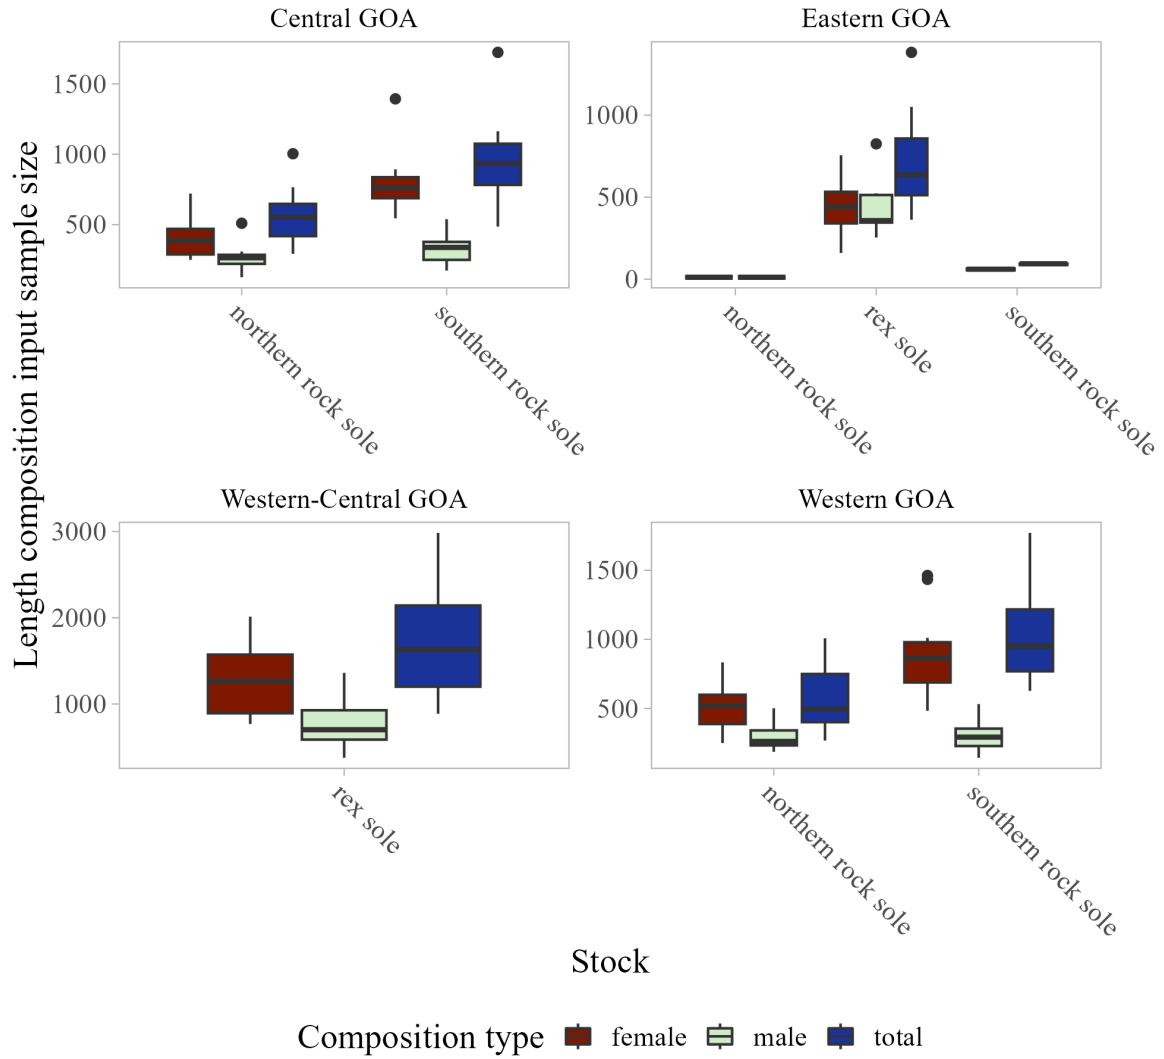 Central GOA
Eastern GOA
Length composition input sample size
1500
1000
500
1000
500
0
northern rock sole
southern rock sole
northern rock sole
rex sole
southern rock sole
Western-Central GOA
Western GOA
3000
2000
1000
1500
1000
500
rex sole
northern rock sole
southern rock sole
Stock
Composition type female male total